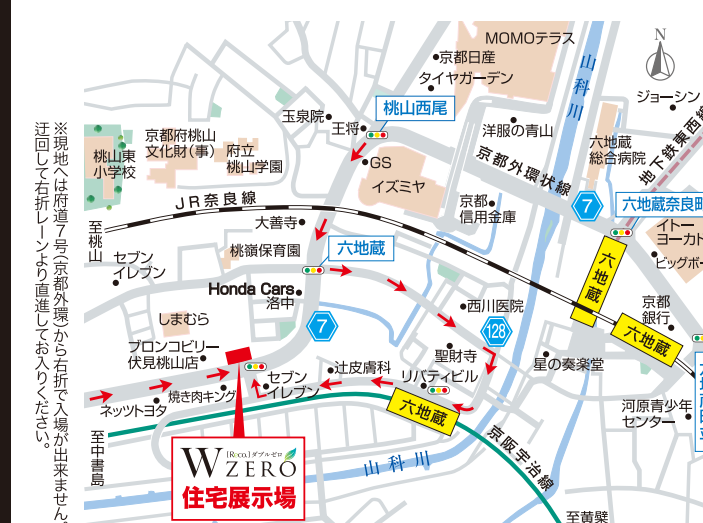 ※現地へは府道7号(京都外環)から右折で入場が出来ません。
迂回して右折レーンより直進してお入りください。
MOMOテラス
京都日産
タイヤガーデン
N
山科川
ジョーシン
玉泉院
王将
桃山西尾
洋服の青山
六地蔵
総合病院
地下鉄東西線
京都府桃山
文化財(事)
府立
桃山学園
桃山東
小学校
GS
イズミヤ
京都外環状線
7
六地蔵奈良町
JR奈良線
大善寺
京都
信用金庫
イトー
ヨーカド
至桃山
桃嶺保育園
六地蔵
六地蔵
ビッグボー
セブン
イレブン
Honda Cars
洛中
西川医院
京都
銀行
六地蔵
しまむら
7
128
ブロンコビリー
伏見桃山店
聖財寺
星の奏楽堂
辻皮膚科
リバティビル
セブン
イレブン
焼き肉キング
ネッツトヨタ
六地蔵
河原青少年
センター
至中書島
京阪宇治線
[Roco.]ダブルゼロ
WZERO
住宅展示場
山科川
至黄檗